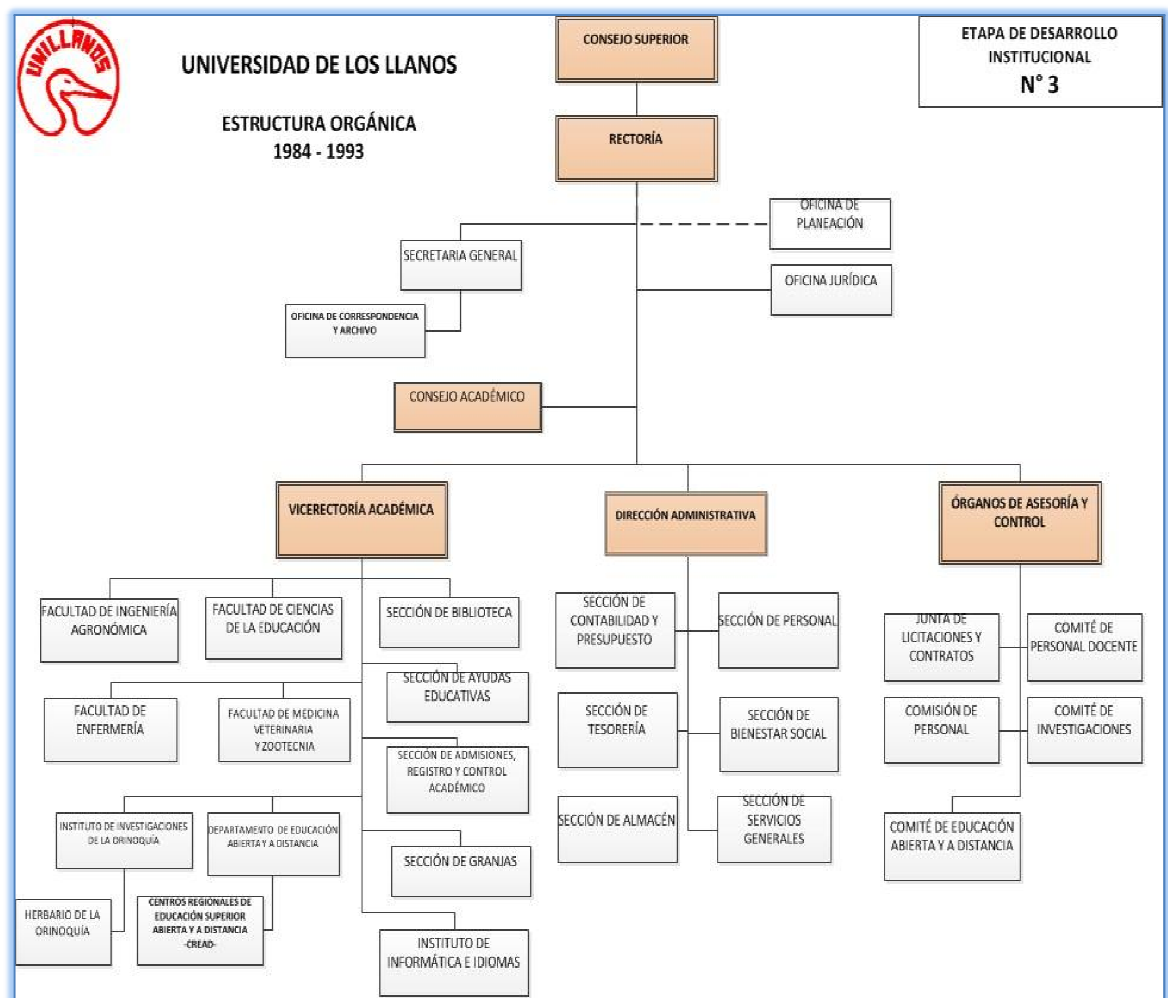 UNILLANOS
UNIVERSIDAD DE LOS LLANOS
ESTRUCTURA ORGÁNICA
1984 - 1993
CONSEJO SUPERIOR
ETAPA DE DESARROLLO
INSTITUCIONAL
N° 3
RECTORÍA
OFICINA DE
PLANEACIÓN
SECRETARIA GENERAL
OFICINA JURÍDICA
OFICINA DE CORRESPONDENCIA
Y ARCHIVO
CONSEJO ACADÉMICO
VICERECTORÍA ACADÉMICA
DIRECCIÓN ADMINISTRATIVA
ÓRGANOS DE ASESORÍA Y
CONTROL
FACULTAD DE INGENIERÍA
AGRONÓMICA
FACULTAD DE CIENCIAS
DE LA EDUCACIÓN
SECCIÓN DE BIBLIOTECA
SECCIÓN DE AYUDAS
EDUCATIVAS
FACULTAD DE
ENFERMERÍA
FACULTAD DE MEDICINA
VETERINARIA
Y ZOOTECNIA
SECCIÓN DE ADMISIONES,
REGISTRO Y CONTROL
ACADÉMICO
INSTITUTO DE INVESTIGACIONES
DE LA ORINOQUÍA
DEPARTAMENTO DE EDUCACIÓN
ABIERTA Y A DISTANCIA
SECCIÓN DE GRANJAS
HERBARIO DE LA
ORINOQUÍA
CENTROS REGIONALES DE
EDUCACIÓN SUPERIOR
ABIERTA Y A DISTANCIA
-CREAD-
INSTITUTO DE
INFORMÁTICA E IDIOMAS
SECCIÓN DE
CONTABILIDAD Y
PRESUPUESTO
SECCIÓN DE PERSONAL
SECCIÓN DE
TESORERÍA
SECCIÓN DE
BIENESTAR SOCIAL
SECCIÓN DE ALMACÉN
SECCIÓN DE
SERVICIOS
GENERALES
JUNTA DE
LICITACIONES Y
CONTRATOS
COMITÉ DE
PERSONAL DOCENTE
COMISIÓN DE
PERSONAL
COMITÉ DE
INVESTIGACIONES
COMITÉ DE EDUCACIÓN
ABIERTA Y A DISTANCIA